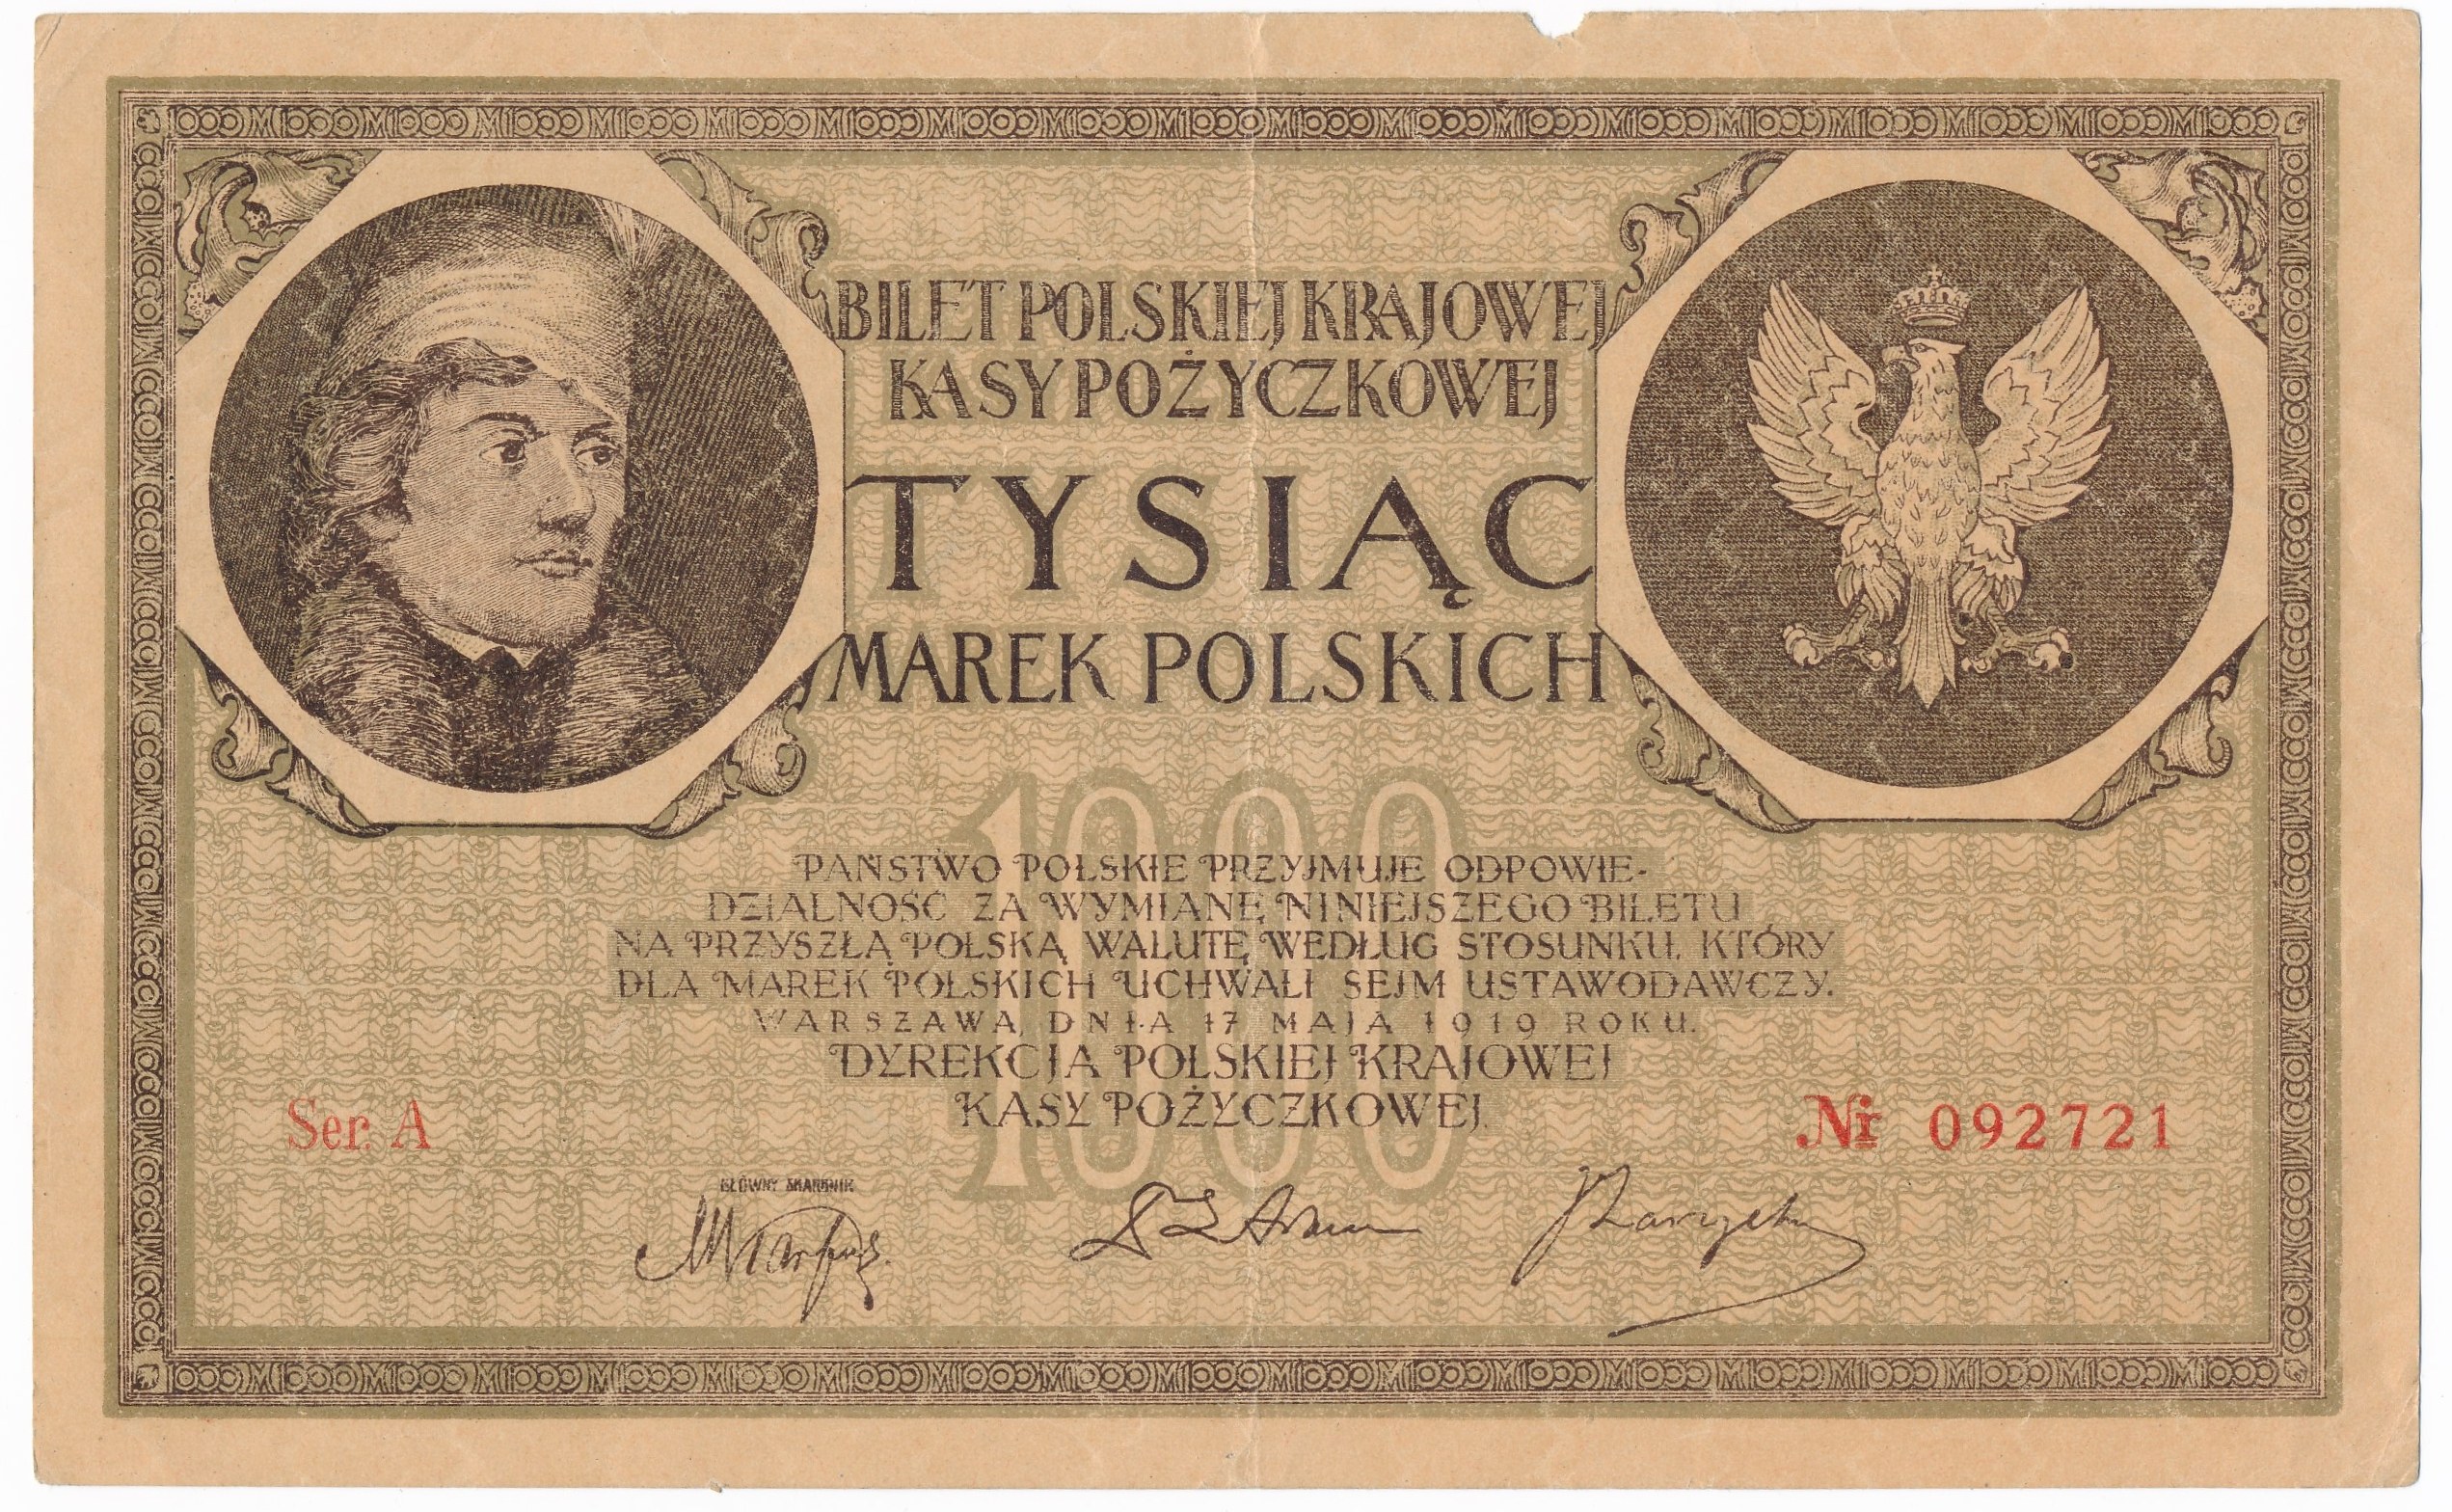 BILET POLSKIEJ KRAJOWEJ
KASY POŻYCZKOWEJ
TYSIĄC
MAREK POLSKICH
1000
PAŃSTWO POLSKIE PRZYJMUJE ODPOWIE-
DZIALNOŚĆ ZA WYMIANĘ NINIEJSZEGO BILETU
NA PRZYSZŁĄ POLSKĄ WALUTĘ WEDŁUG STOSUNKU, KTÓRY
DLA MAREK POLSKICH UCHWALI SEJM USTAWODAWCZY.
WARSZAWA, DNIA 17 MAJA 1919 ROKU.
DYREKCJA POLSKIEJ KRAJOWEJ
KASY POŻYCZKOWEJ.
Ser. A
Nr 092721
GŁÓWNY SKARBNIK